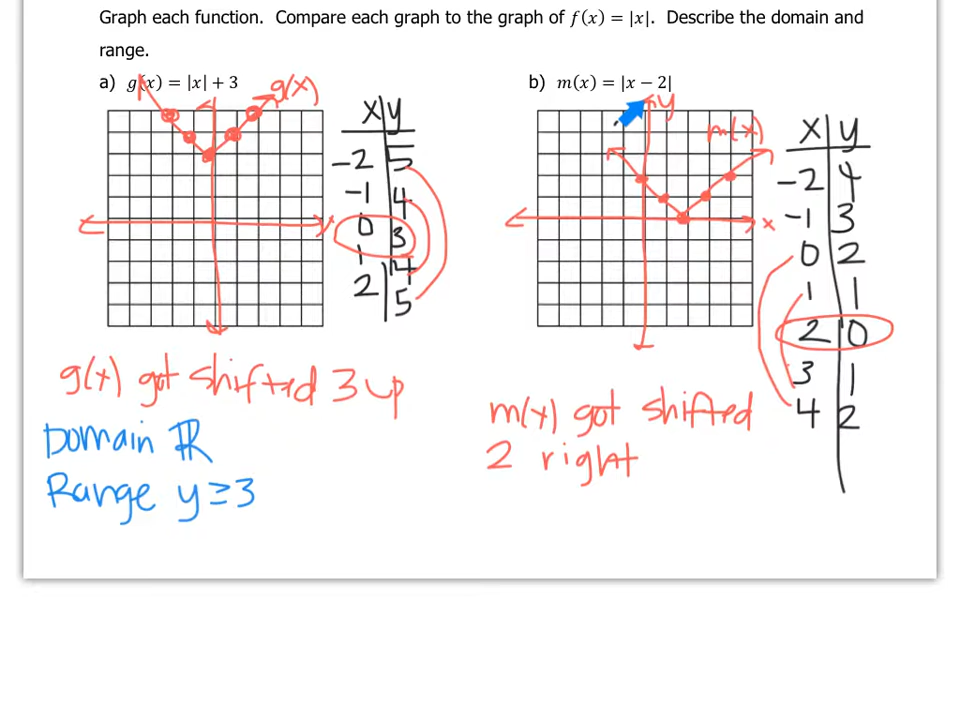 Graph each function. Compare each graph to the graph of f(x) = |x|. Describe the domain and
range.
a) g(x) = |x| + 3
g(x)
x y
-2 5
-1 4
0 3
1 4
2 5
g(x) got shifted 3 up
Domain ℝ
Range y ≥ 3
b) m(x) = |x − 2|
y
m(x)
x
x y
-2 4
-1 3
0 2
1 1
2 0
3 1
4 2
m(x) got shifted
2 right